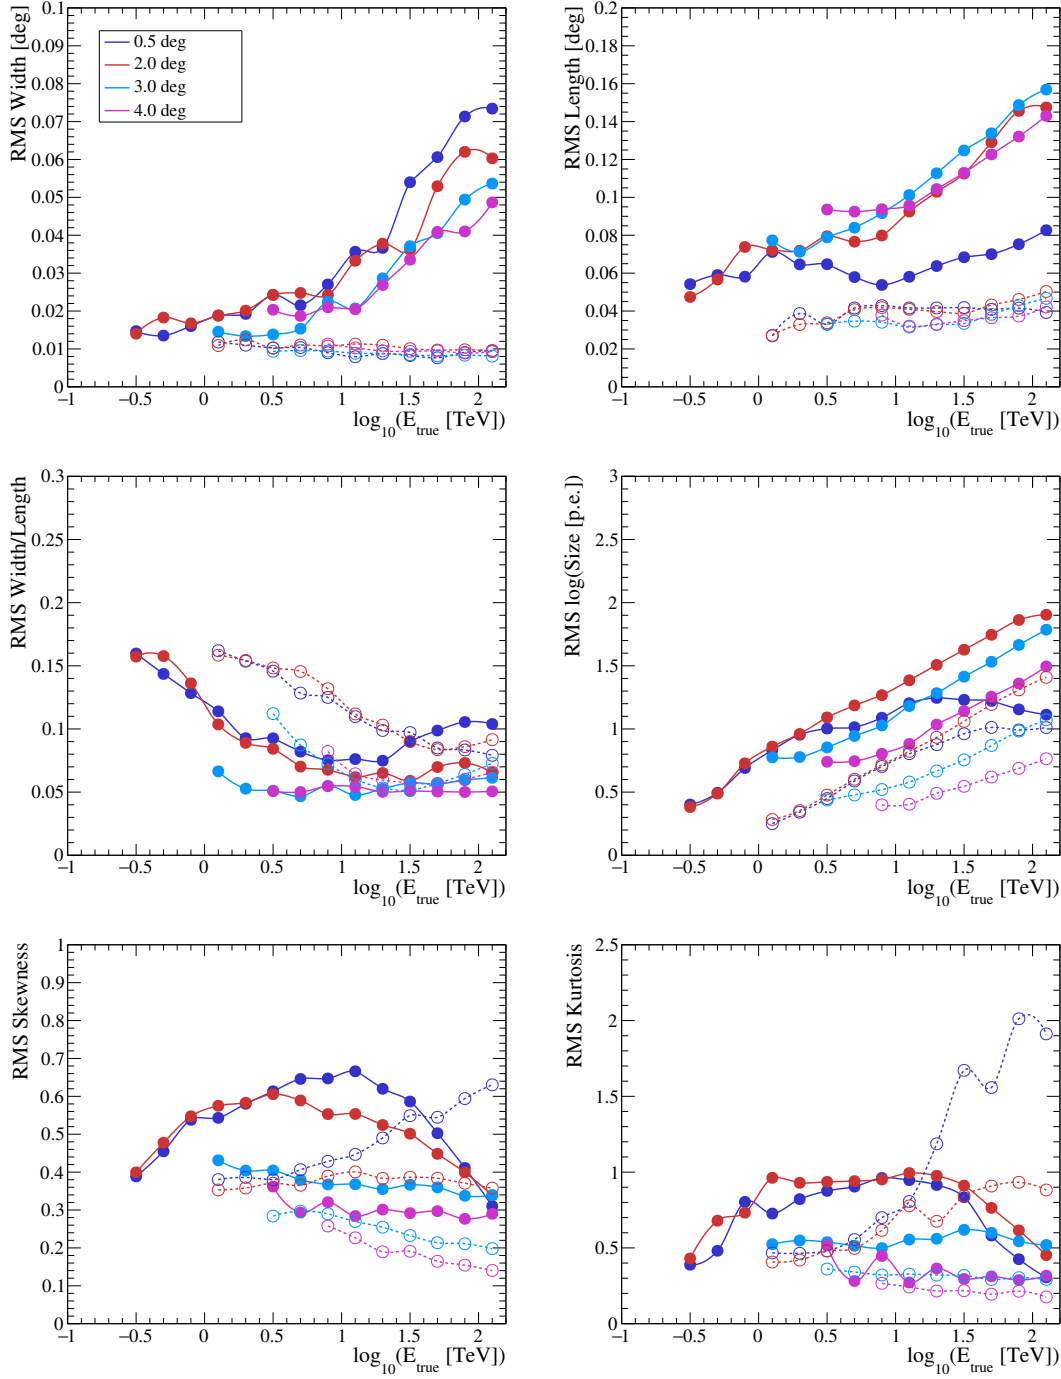 RMS Width [deg]
0.1
0.09
0.08
0.07
0.06
0.05
0.04
0.03
0.02
0.01
0
0.5 deg
2.0 deg
3.0 deg
4.0 deg
−1 −0.5 0 0.5 1 1.5 2
log10(Etrue [TeV])
RMS Length [deg]
0.2
0.18
0.16
0.14
0.12
0.1
0.08
0.06
0.04
0.02
0
−1 −0.5 0 0.5 1 1.5 2
log10(Etrue [TeV])
RMS Width/Length
0.3
0.25
0.2
0.15
0.1
0.05
0
−1 −0.5 0 0.5 1 1.5 2
log10(Etrue [TeV])
RMS log(Size [p.e.])
3
2.5
2
1.5
1
0.5
0
−1 −0.5 0 0.5 1 1.5 2
log10(Etrue [TeV])
RMS Skewness
1
0.9
0.8
0.7
0.6
0.5
0.4
0.3
0.2
0.1
0
−1 −0.5 0 0.5 1 1.5 2
log10(Etrue [TeV])
RMS Kurtosis
2.5
2
1.5
1
0.5
0
−1 −0.5 0 0.5 1 1.5 2
log10(Etrue [TeV])